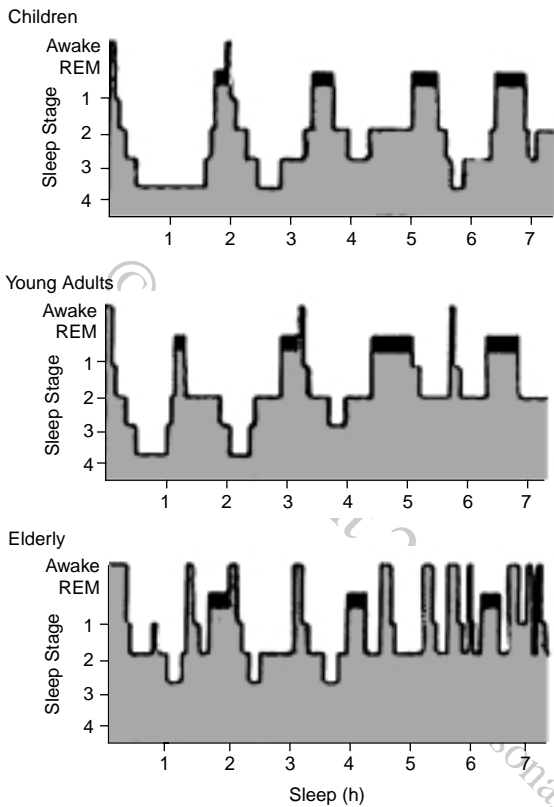 Children
Awake
REM
1
2
3
4
Sleep Stage
1 2 3 4 5 6 7
Young Adults
Awake
REM
1
2
3
4
Sleep Stage
1 2 3 4 5 6 7
Elderly
Awake
REM
1
2
3
4
Sleep Stage
1 2 3 4 5 6 7
Sleep (h)